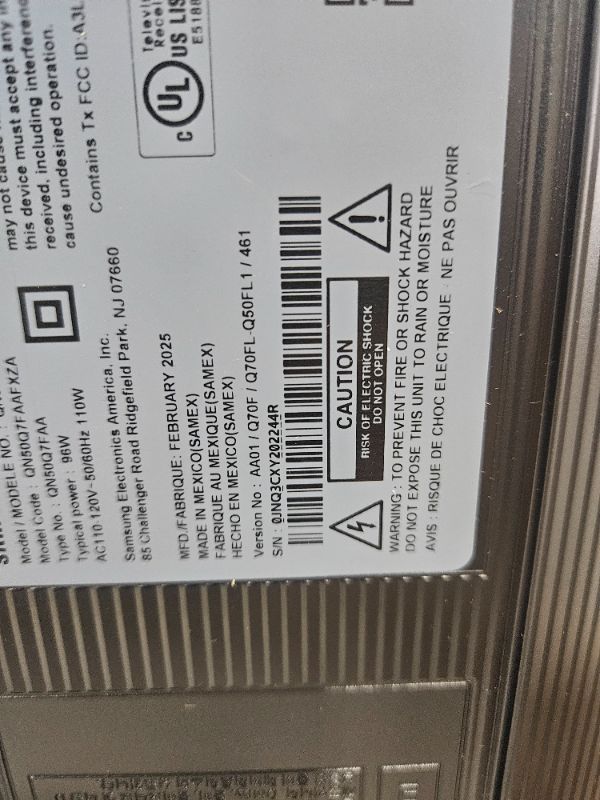 Model / MODELE NO. :
Model Code : QN50Q7FAAFXZA
Type No. : QN50Q7FAA
Typical power : 96W
AC110-120V~50/60Hz 110W
Samsung Electronics America, Inc.
85 Challenger Road Ridgefield Park, NJ 07660
MFD./FABRIQUE: FEBRUARY 2025
MADE IN MEXICO(SAMEX)
FABRIQUE AU MEXIQUE(SAMEX)
HECHO EN MEXICO(SAMEX)
Version No : AA01 / Q70F / Q70FL-Q50FL1 / 461
S/N : 0JNQ3CXY202244R
CAUTION
RISK OF ELECTRIC SHOCK
DO NOT OPEN
WARNING : TO PREVENT FIRE OR SHOCK HAZARD
DO NOT EXPOSE THIS UNIT TO RAIN OR MOISTURE
AVIS : RISQUE DE CHOC ELECTRIQUE · NE PAS OUVRIR
may not cause
this device must accept any
received, including interference
cause undesired operation.
Contains Tx FCC ID:A3L
C UL US LIS
E5188